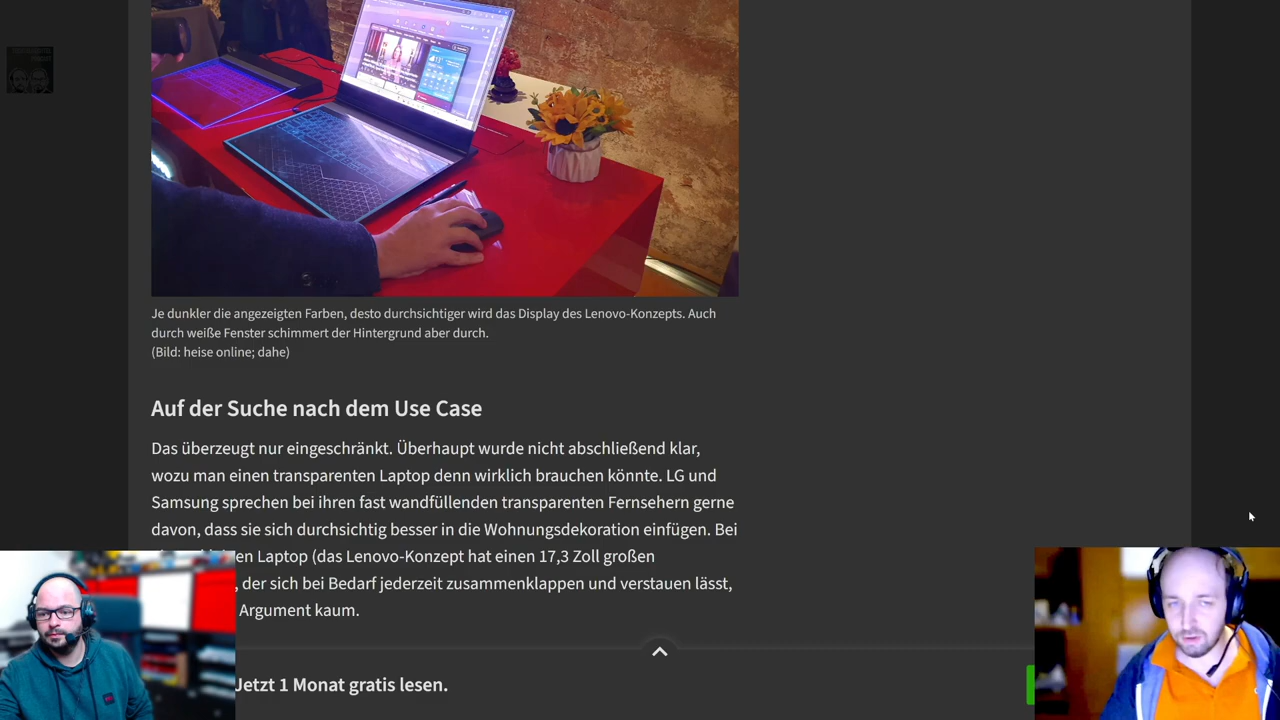 Je dunkler die angezeigten Farben, desto durchsichtiger wird das Display des Lenovo-Konzepts. Auch
durch weiße Fenster schimmert der Hintergrund aber durch.
(Bild: heise online; dahe)
Auf der Suche nach dem Use Case
Das überzeugt nur eingeschränkt. Überhaupt wurde nicht abschließend klar,
wozu man einen transparenten Laptop denn wirklich brauchen könnte. LG und
Samsung sprechen bei ihren fast wandfüllenden transparenten Fernsehern gerne
davon, dass sie sich durchsichtig besser in die Wohnungsdekoration einfügen. Bei
Laptop (das Lenovo-Konzept hat einen 17,3 Zoll großen
, der sich bei Bedarf jederzeit zusammenklappen und verstauen lässt,
Argument kaum.
Jetzt 1 Monat gratis lesen.